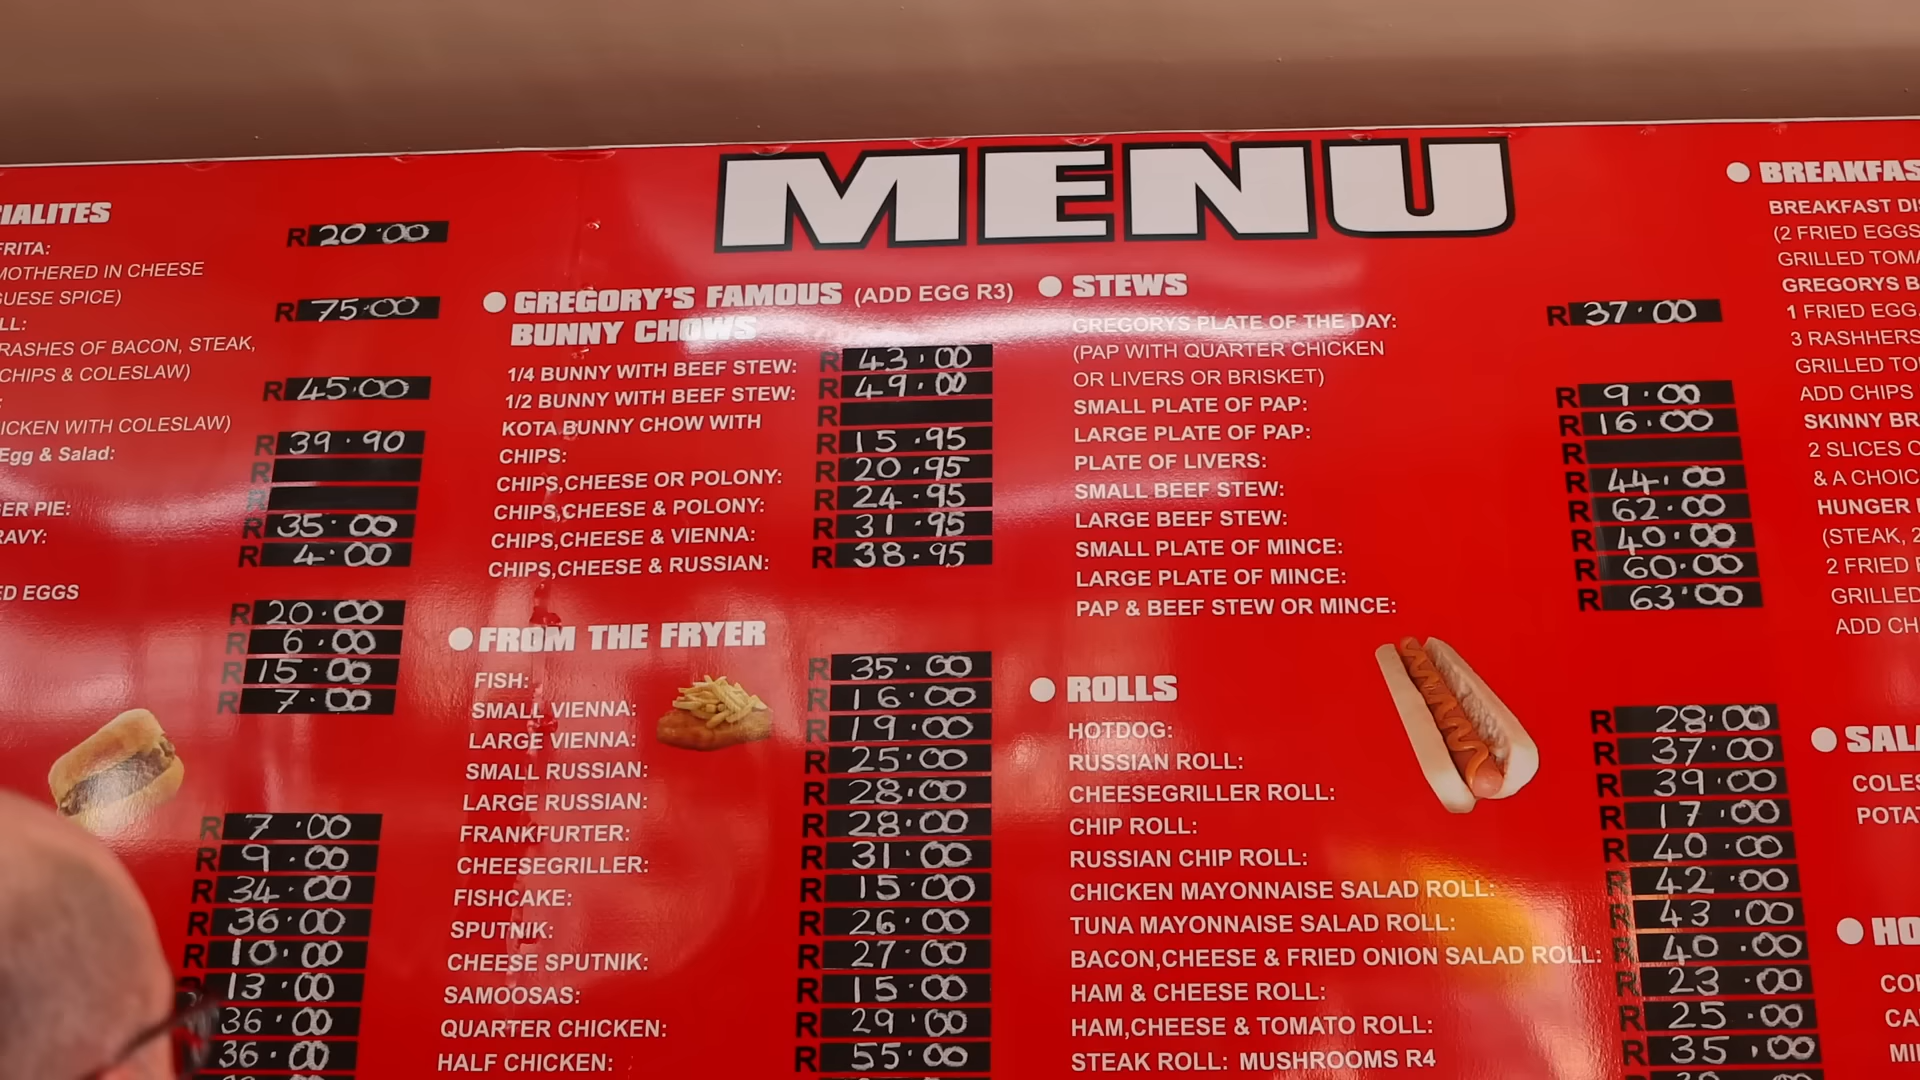 MENU
IALITES
FRITA: R 20.00
MOTHERED IN CHEESE
GUESE SPICE)
LL: R 75.00
RASHES OF BACON, STEAK,
CHIPS & COLESLAW)
R 45.00
ICKEN WITH COLESLAW)
Egg & Salad: R 39.90
R
R
ER PIE: R 35.00
RAVY: R 4.00
ED EGGS
R 20.00
R 6.00
R 15.00
R 7.00
R 7.00
R 9.00
R 34.00
R 36.00
R 10.00
R 13.00
36.00
36.00
GREGORY'S FAMOUS (ADD EGG R3)
BUNNY CHOWS
1/4 BUNNY WITH BEEF STEW: R 43.00
1/2 BUNNY WITH BEEF STEW: R 49.00
KOTA BUNNY CHOW WITH R
CHIPS: R 15.95
CHIPS,CHEESE OR POLONY: R 20.95
CHIPS,CHEESE & POLONY: R 24.95
CHIPS,CHEESE & VIENNA: R 31.95
CHIPS,CHEESE & RUSSIAN: R 38.95
FROM THE FRYER
FISH: R 35.00
SMALL VIENNA: R 16.00
LARGE VIENNA: R 19.00
SMALL RUSSIAN: R 25.00
LARGE RUSSIAN: R 28.00
FRANKFURTER: R 28.00
CHEESEGRILLER: R 31.00
FISHCAKE: R 15.00
SPUTNIK: R 26.00
CHEESE SPUTNIK: R 27.00
SAMOOSAS: R 15.00
QUARTER CHICKEN: R 29.00
HALF CHICKEN: R 55.00
STEWS
GREGORYS PLATE OF THE DAY: R 37.00
(PAP WITH QUARTER CHICKEN
OR LIVERS OR BRISKET)
SMALL PLATE OF PAP: R 9.00
LARGE PLATE OF PAP: R 16.00
PLATE OF LIVERS: R
SMALL BEEF STEW: R 44.00
LARGE BEEF STEW: R 62.00
SMALL PLATE OF MINCE: R 40.00
LARGE PLATE OF MINCE: R 60.00
PAP & BEEF STEW OR MINCE: R 63.00
ROLLS
HOTDOG: R 28.00
RUSSIAN ROLL: R 37.00
CHEESEGRILLER ROLL: R 39.00
CHIP ROLL: R 17.00
RUSSIAN CHIP ROLL: R 40.00
CHICKEN MAYONNAISE SALAD ROLL: R 42.00
TUNA MAYONNAISE SALAD ROLL: R 43.00
BACON,CHEESE & FRIED ONION SALAD ROLL: R 40.00
HAM & CHEESE ROLL: R 23.00
HAM,CHEESE & TOMATO ROLL: R 25.00
STEAK ROLL: MUSHROOMS R4 R 35.00
BREAKFAS
BREAKFAST DI
(2 FRIED EGGS
GRILLED TOMA
GREGORYS B
1 FRIED EGG,
3 RASHHERS
GRILLED TO
ADD CHIPS
SKINNY BR
2 SLICES O
& A CHOIC
HUNGER
(STEAK, 2
2 FRIED
GRILLED
ADD CH
SALA
COLES
POTAT
HO
CO
CA
MI